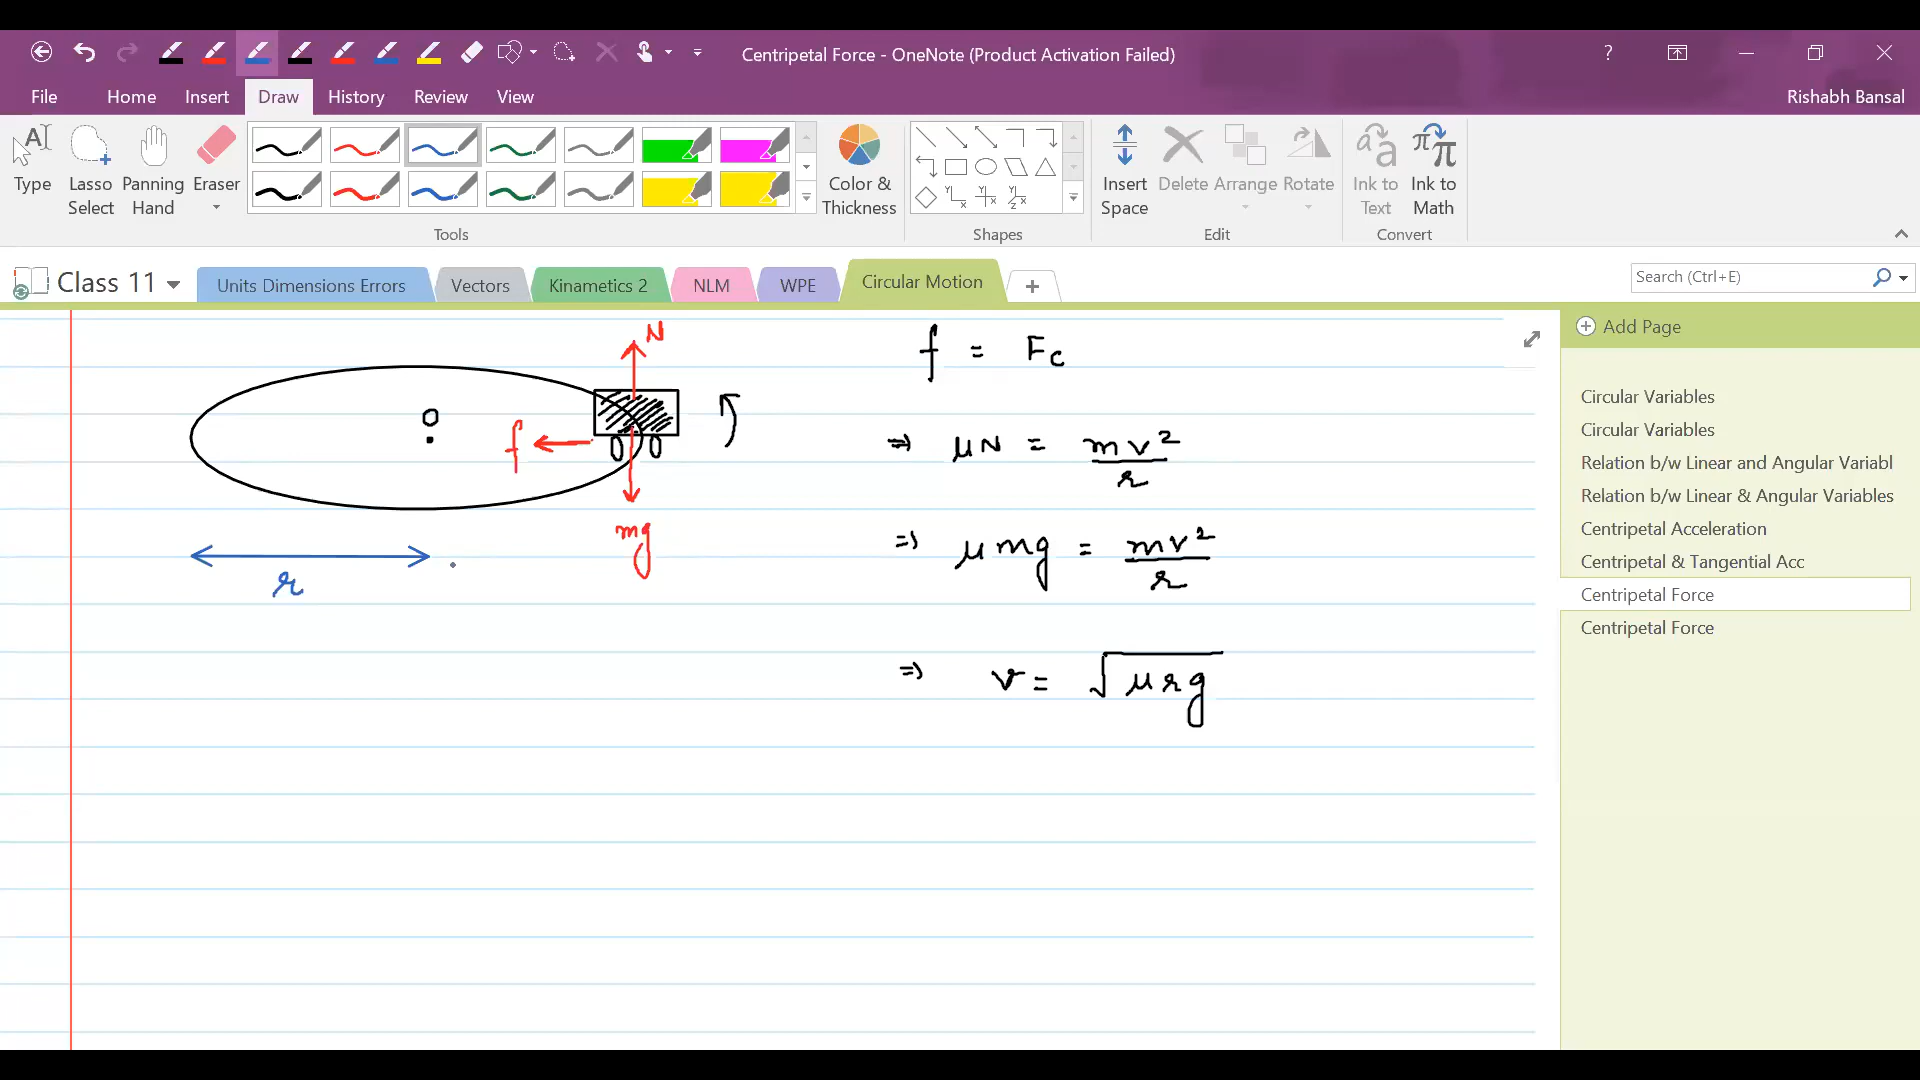 Centripetal Force - OneNote (Product Activation Failed)
?
File Home Insert Draw History Review View
Rishabh Bansal
Type
Lasso Select
Panning Hand
Eraser
Color & Thickness
Insert Space
Delete Arrange Rotate
Ink to Text
Ink to Math
Tools
Shapes
Edit
Convert
Class 11
Units Dimensions Errors
Vectors
Kinametics 2
NLM
WPE
Circular Motion
Search (Ctrl+E)
Add Page
Circular Variables
Circular Variables
Relation b/w Linear and Angular Variabl
Relation b/w Linear & Angular Variables
Centripetal Acceleration
Centripetal & Tangential Acc
Centripetal Force
Centripetal Force
N
O
f
mg
r
f = Fc
⇒ μN = mv²/r
⇒ μmg = mv²/r
⇒ v = √μrg